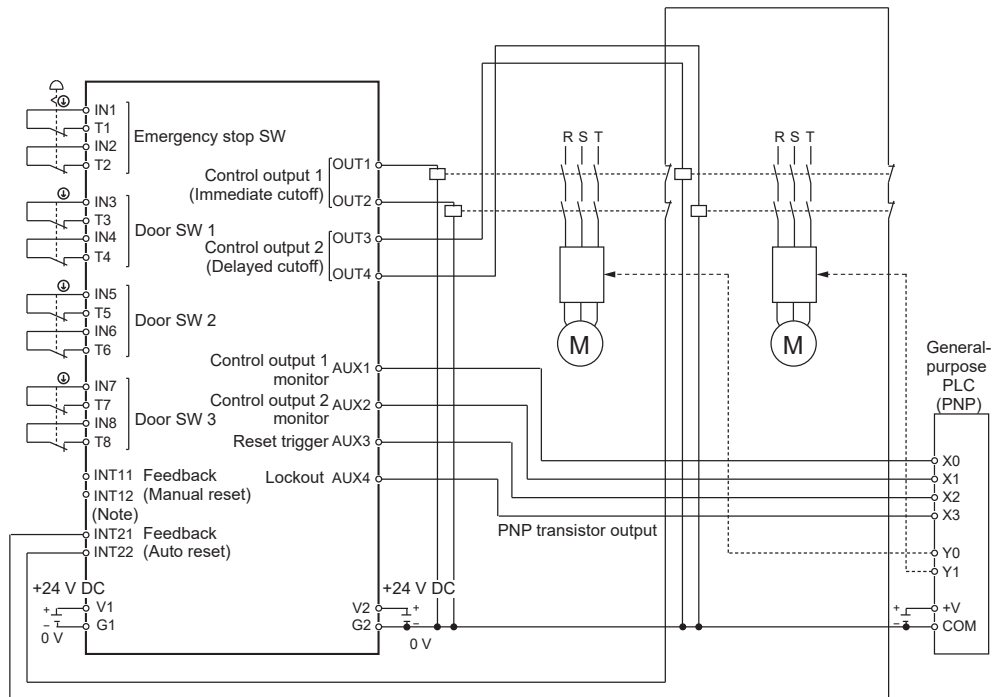 IN1
T1
IN2
T2
Emergency stop SW
IN3
T3
IN4
T4
Door SW 1
IN5
T5
IN6
T6
Door SW 2
IN7
T7
IN8
T8
Door SW 3
INT11 Feedback
INT12 (Manual reset)
(Note)
INT21 Feedback
INT22 (Auto reset)
+24 V DC
+
−
V1
G1
0 V
Control output 1
(Immediate cutoff)
OUT1
OUT2
Control output 2
(Delayed cutoff)
OUT3
OUT4
Control output 1
monitor
AUX1
Control output 2
monitor
AUX2
Reset trigger AUX3
Lockout AUX4
+24 V DC
V2
G2
+
−
0 V
PNP transistor output
R S T
M
R S T
M
General-
purpose
PLC
(PNP)
X0
X1
X2
X3
Y0
Y1
+
−
+V
COM